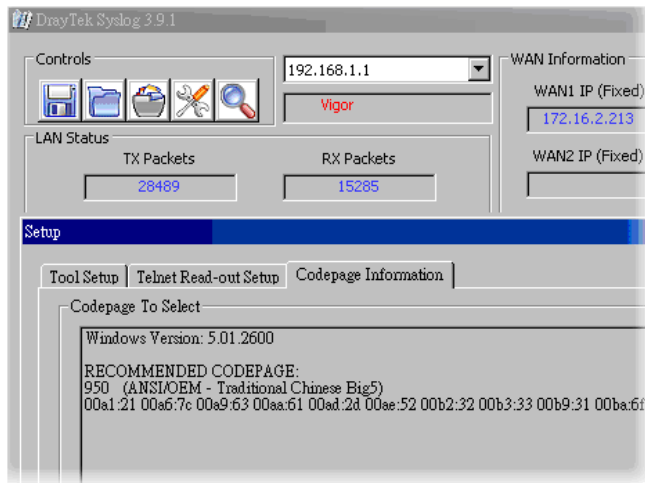 DrayTek Syslog 3.9.1
Controls
192.168.1.1
Vigor
WAN Information
WAN1 IP (Fixed)
172.16.2.213
WAN2 IP (Fixed)
LAN Status
TX Packets
RX Packets
28489
15285
Setup
Tool Setup
Telnet Read-out Setup
Codepage Information
Codepage To Select
Windows Version: 5.01.2600
RECOMMENDED CODEPAGE:
950 (ANSI/OEM - Traditional Chinese Big5)
00a1:21 00a6:7c 00a9:63 00aa:61 00ad:2d 00ae:52 00b2:32 00b3:33 00b9:31 00ba:6f